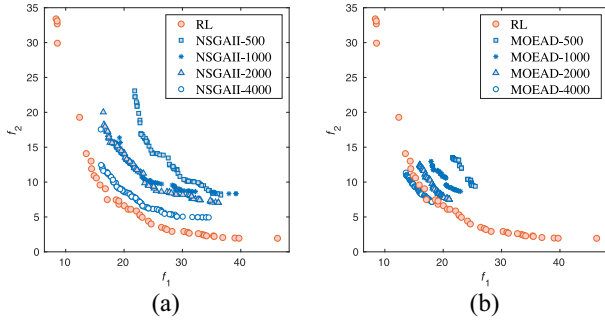 35
30
25
20
15
10
5
0
f2
10 20 30 40
f1
RL
NSGAII-500
NSGAII-1000
NSGAII-2000
NSGAII-4000
(a)
35
30
25
20
15
10
5
0
f2
10 20 30 40
f1
RL
MOEAD-500
MOEAD-1000
MOEAD-2000
MOEAD-4000
(b)